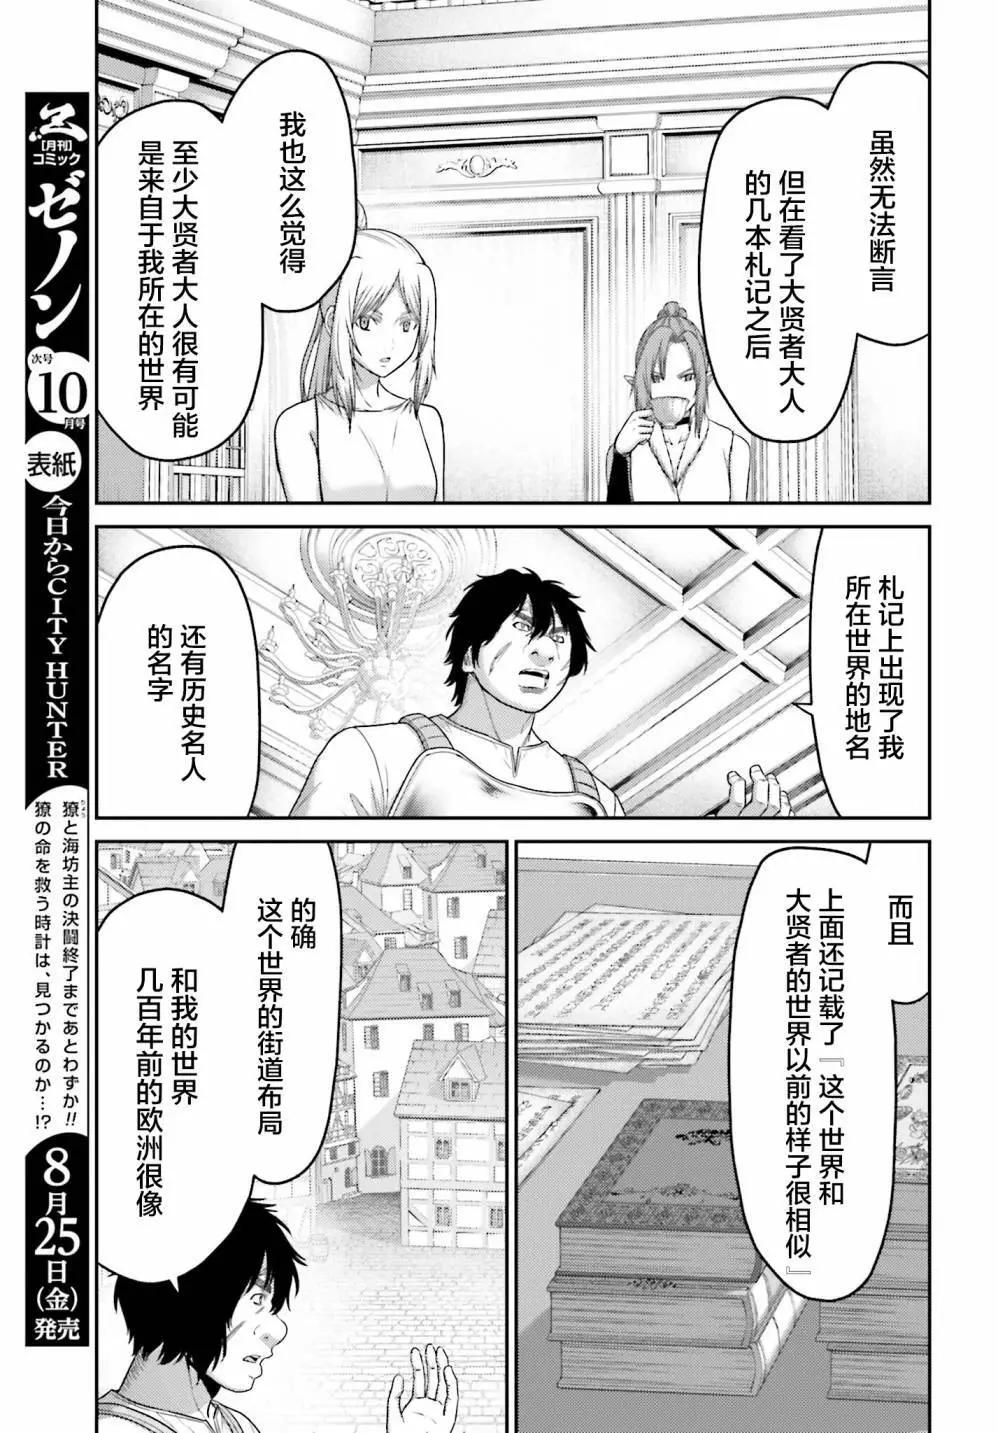 虽然无法断言
但在看了大贤者大人
的几本札记之后
我也这么觉得
至少大贤者大人很有可能
是来自于我所在的世界
札记上出现了我
所在世界的地名
还有历史名人
的名字
而且
上面还记载了『这个世界和
大贤者的世界以前的样子很相似』
的确
这个世界的街道布局
和我的世界
几百年前的欧洲很像
[月刊]
コミック
ゼノン
次号
10
月号
表紙
今日からCITY HUNTER
りょう
獠と海坊主の決闘終了まであとわずか!!
獠の命を救う時計は、見つかるのか…!?
8月25日(金)発売